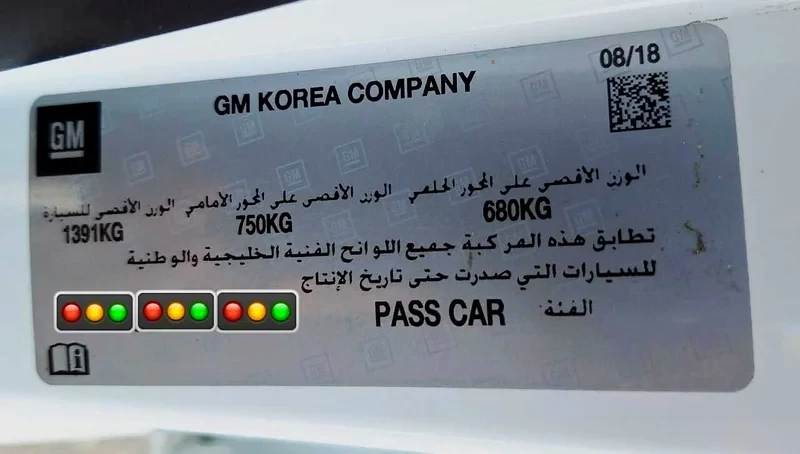 08/18
GM KOREA COMPANY
GM
الوزن الأقصى على المحور الخلفي الوزن الأقصى على المحور الأمامي الوزن الأقصى للسيارة
680KG 750KG 1391KG
تطابق هذه المركبة جميع اللوائح الفنية الخليجية والوطنية
للسيارات التي صدرت حتى تاريخ الإنتاج
الفئة PASS CAR